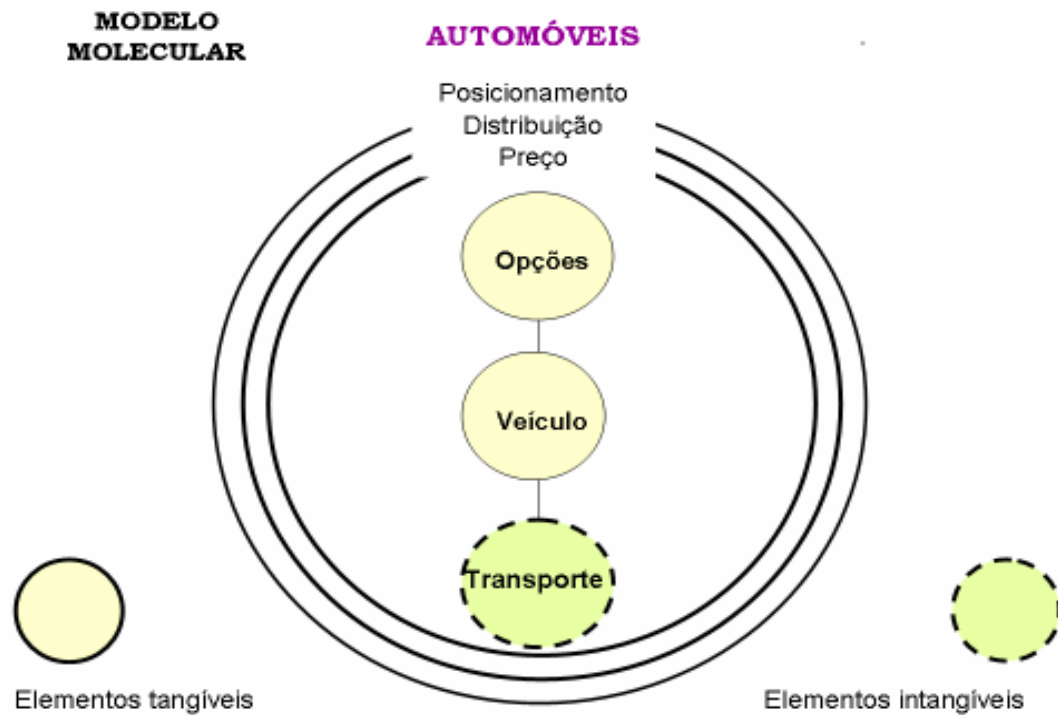 MODELO
MOLECULAR
AUTOMÓVEIS
Posicionamento
Distribuição
Preço
Opções
Veículo
Transporte
Elementos tangíveis
Elementos intangíveis